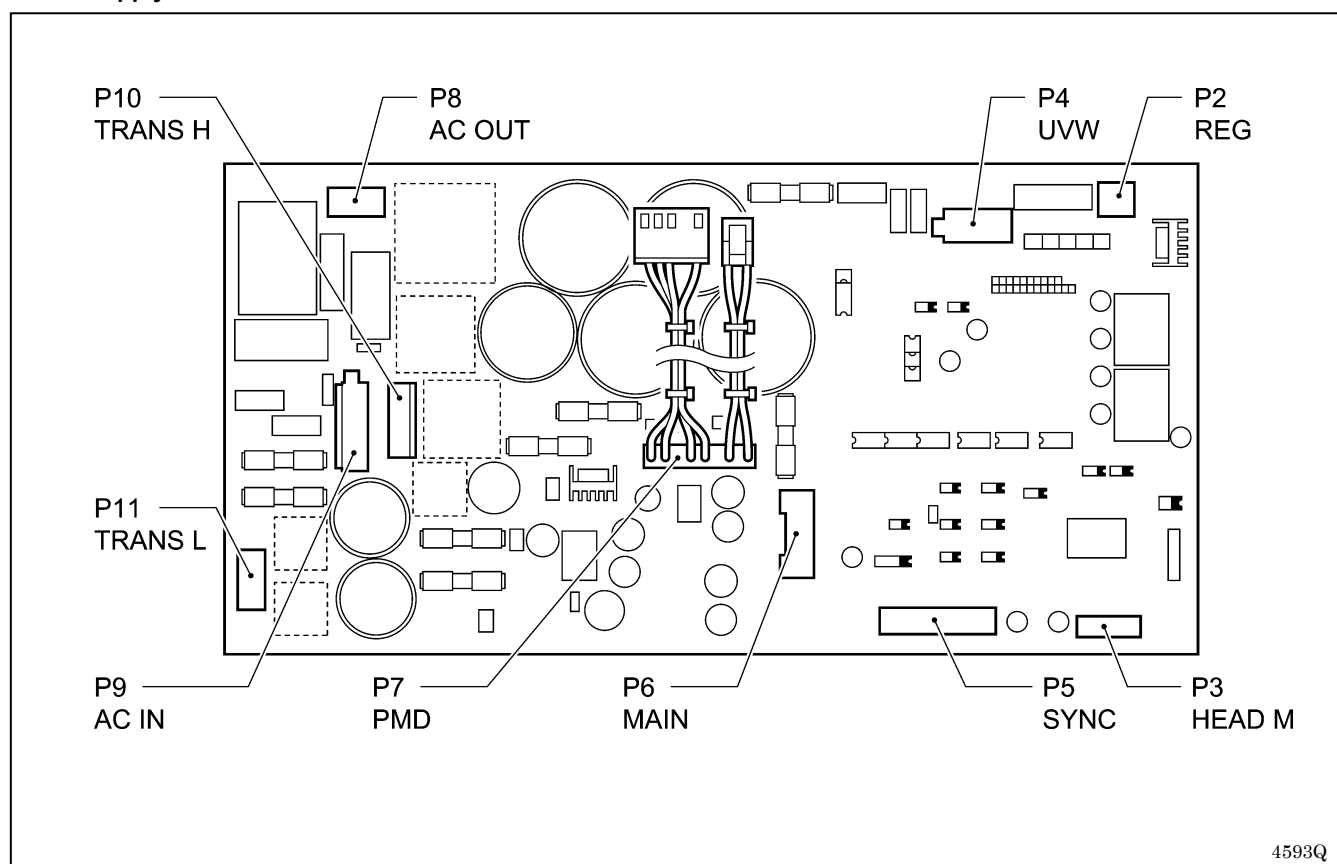 P10
TRANS H
P8
AC OUT
P4
UVW
P2
REG
P11
TRANS L
P9
AC IN
P7
PMD
P6
MAIN
P5
SYNC
P3
HEAD M
4593Q